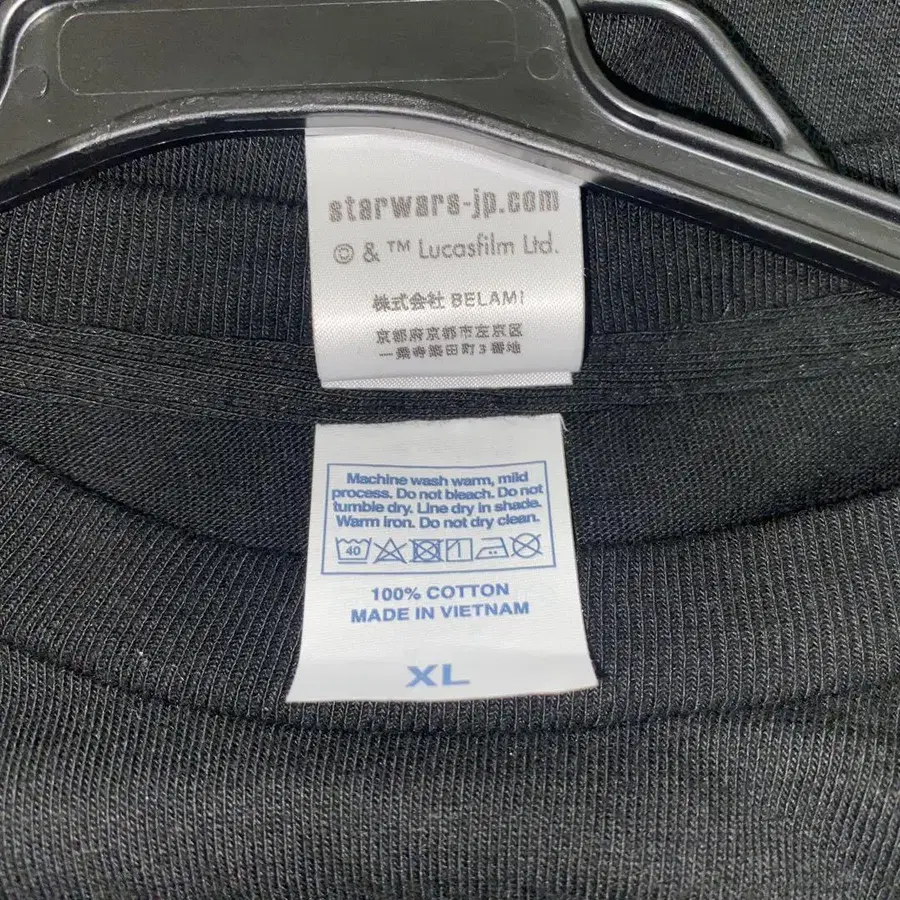 starwars-jp.com
© & ™ Lucasfilm Ltd.
株式会社 BELAMI
京都府京都市左京区
一乗寺築田町3番地
Machine wash warm, mild
process. Do not bleach. Do not
tumble dry. Line dry in shade.
Warm iron. Do not dry clean.
40
100% COTTON
MADE IN VIETNAM
XL